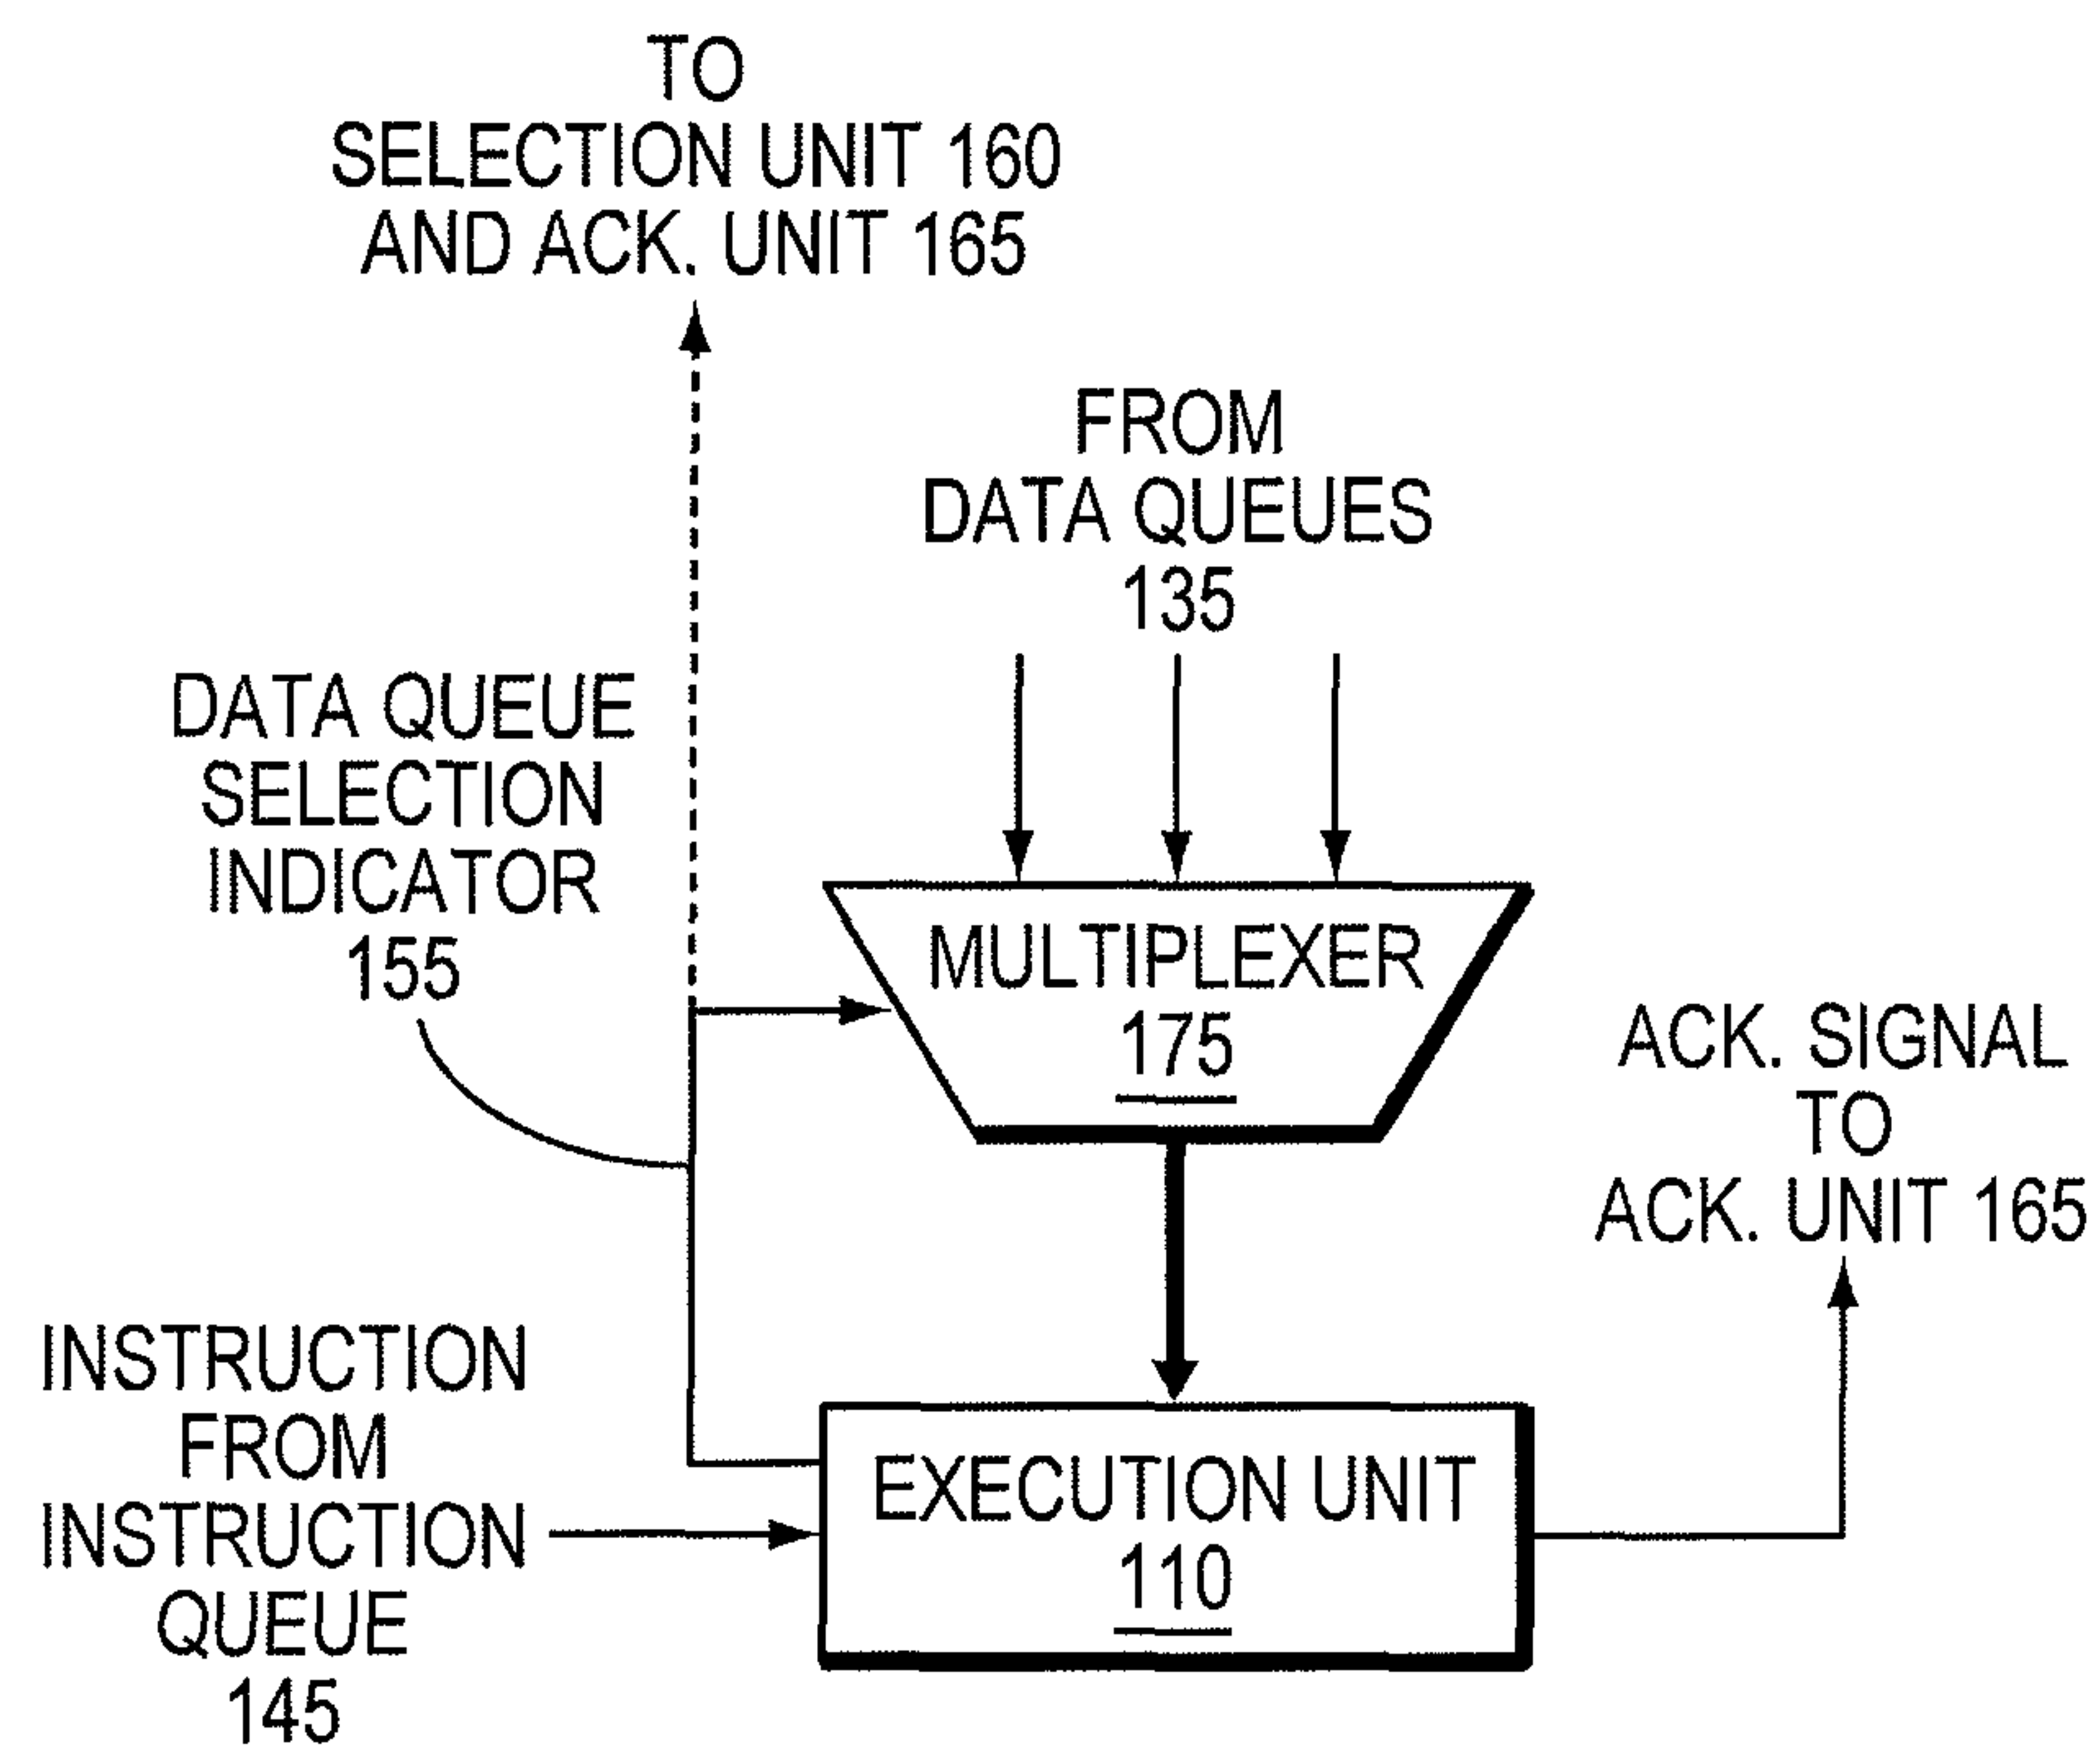 TO
SELECTION UNIT 160
AND ACK. UNIT 165
FROM
DATA QUEUES
135
DATA QUEUE
SELECTION
INDICATOR
155
MULTIPLEXER
175
ACK. SIGNAL
TO
ACK. UNIT 165
INSTRUCTION
FROM
INSTRUCTION
QUEUE
145
EXECUTION UNIT
110